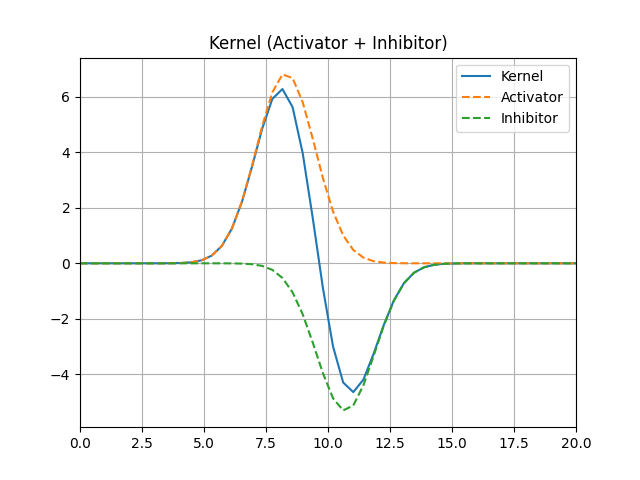 Kernel (Activator + Inhibitor)
Kernel
Activator
Inhibitor
6
4
2
0
−2
−4
0.0 2.5 5.0 7.5 10.0 12.5 15.0 17.5 20.0